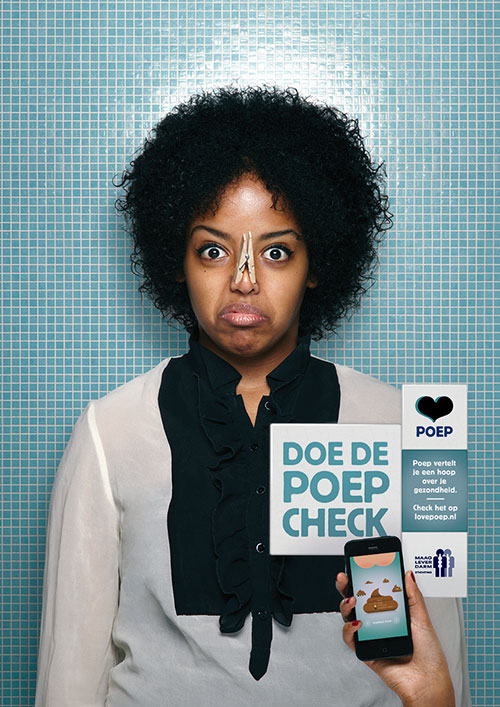 DOE DE
POEP
CHECK
POEP
Poep vertelt
je een hoop
over je
gezondheid.
Check het op
lovepoep.nl
MAAG
LEVER
DARM
STICHTING